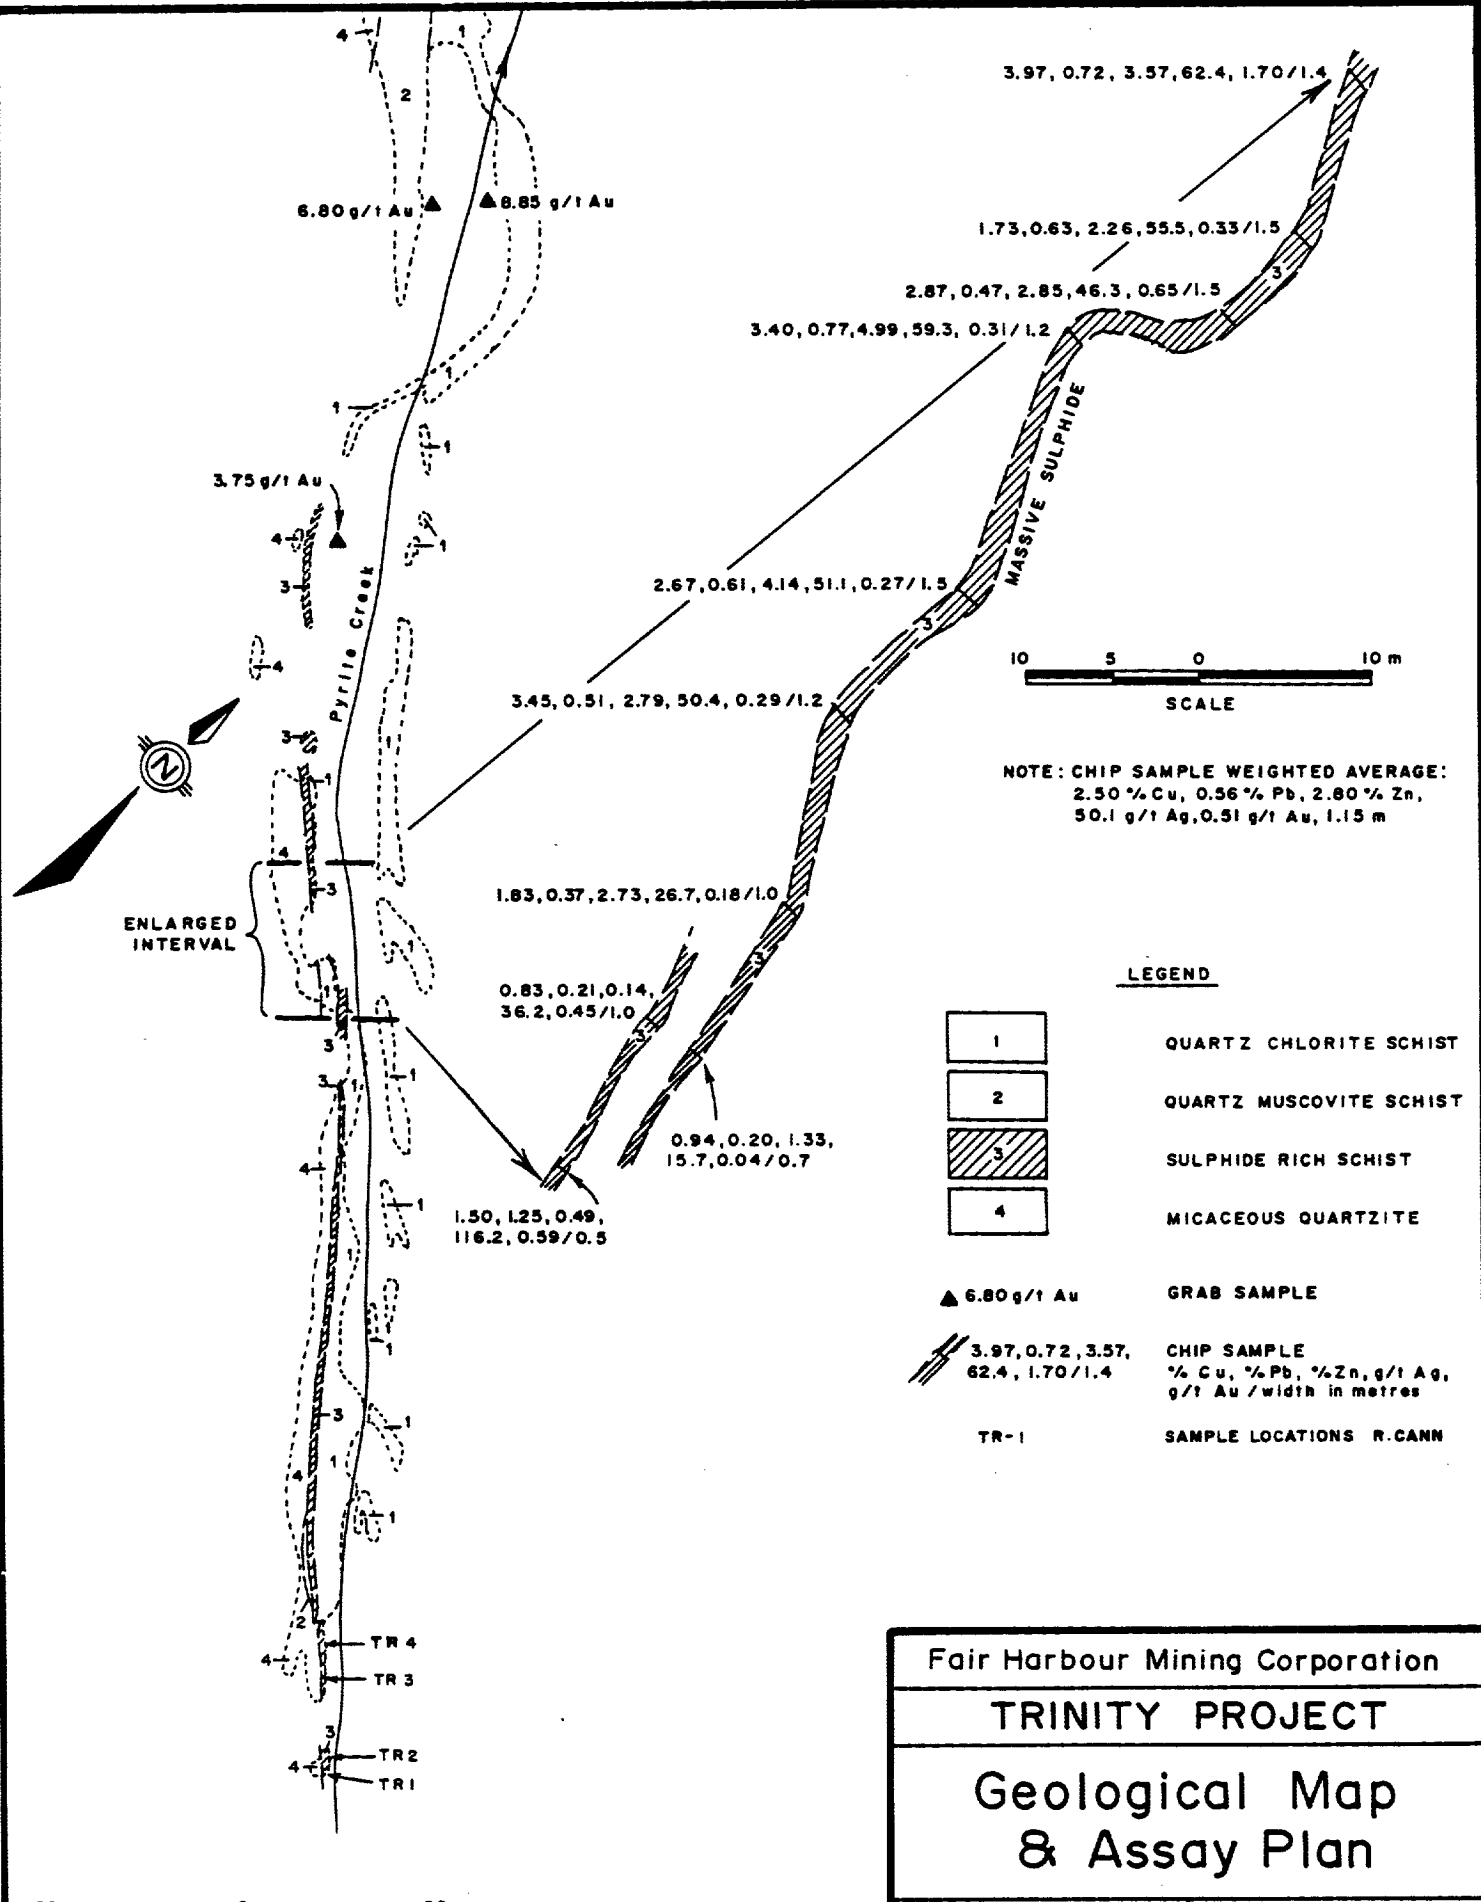 4
1
2
3.97, 0.72, 3.57, 62.4, 1.70/1.4
6.80 g/t Au
8.85 g/t Au
1.73, 0.63, 2.26, 55.5, 0.33/1.5
3
2.87, 0.47, 2.85, 46.3, 0.65/1.5
3.40, 0.77, 4.99, 59.3, 0.31/1.2
1
1
1
MASSIVE SULPHIDE
3.75 g/t Au
4
1
3
Pyrite Creek
2.67, 0.61, 4.14, 51.1, 0.27/1.5
3
4
10 5 0 10 m
SCALE
3.45, 0.51, 2.79, 50.4, 0.29/1.2
3
1
N
1
NOTE: CHIP SAMPLE WEIGHTED AVERAGE:
2.50 % Cu, 0.56 % Pb, 2.80 % Zn,
50.1 g/t Ag, 0.51 g/t Au, 1.15 m
4
3
1.83, 0.37, 2.73, 26.7, 0.18/1.0
ENLARGED
INTERVAL
1
3
0.83, 0.21, 0.14,
36.2, 0.45/1.0
3
1
3
3
1
1
0.94, 0.20, 1.33,
15.7, 0.04/0.7
4
1
1.50, 1.25, 0.49,
116.2, 0.59/0.5
1
1
1
3
1
4
1
1
2
4
TR 4
TR 3
3
4
TR 2
TR 1
LEGEND
1 QUARTZ CHLORITE SCHIST
2 QUARTZ MUSCOVITE SCHIST
3 SULPHIDE RICH SCHIST
4 MICACEOUS QUARTZITE
6.80 g/t Au GRAB SAMPLE
3.97, 0.72, 3.57, CHIP SAMPLE
62.4, 1.70/1.4 % Cu, % Pb, % Zn, g/t Ag,
g/t Au / width in metres
TR-1 SAMPLE LOCATIONS R. CANN
Fair Harbour Mining Corporation
TRINITY PROJECT
Geological Map
& Assay Plan